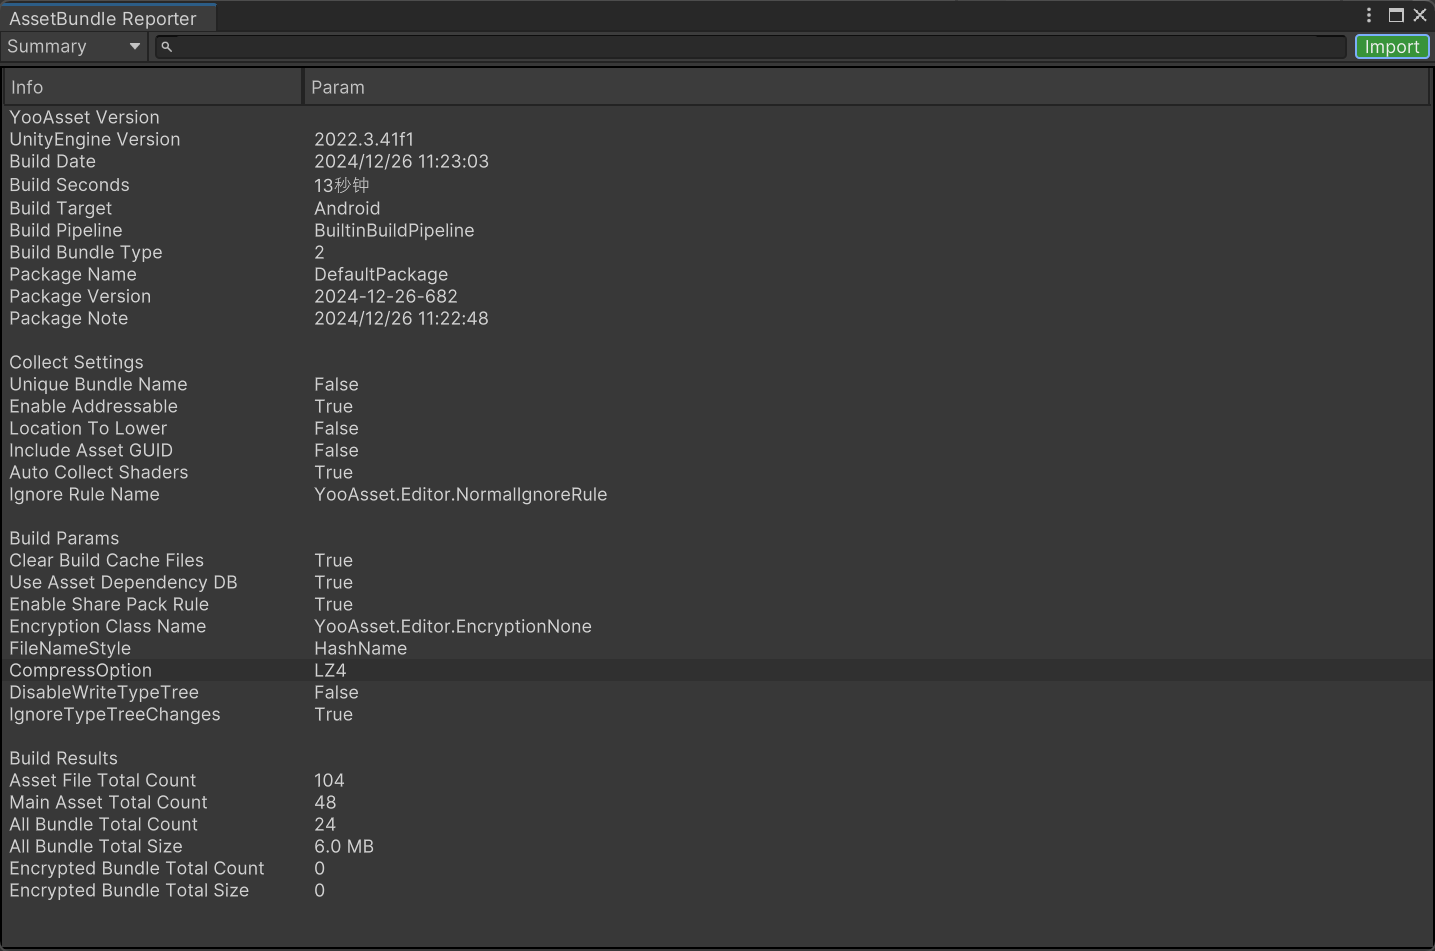 AssetBundle Reporter
Summary
Import
Info Param
YooAsset Version
UnityEngine Version 2022.3.41f1
Build Date 2024/12/26 11:23:03
Build Seconds 13秒钟
Build Target Android
Build Pipeline BuiltinBuildPipeline
Build Bundle Type 2
Package Name DefaultPackage
Package Version 2024-12-26-682
Package Note 2024/12/26 11:22:48
Collect Settings
Unique Bundle Name False
Enable Addressable True
Location To Lower False
Include Asset GUID False
Auto Collect Shaders True
Ignore Rule Name YooAsset.Editor.NormalIgnoreRule
Build Params
Clear Build Cache Files True
Use Asset Dependency DB True
Enable Share Pack Rule True
Encryption Class Name YooAsset.Editor.EncryptionNone
FileNameStyle HashName
CompressOption LZ4
DisableWriteTypeTree False
IgnoreTypeTreeChanges True
Build Results
Asset File Total Count 104
Main Asset Total Count 48
All Bundle Total Count 24
All Bundle Total Size 6.0 MB
Encrypted Bundle Total Count 0
Encrypted Bundle Total Size 0